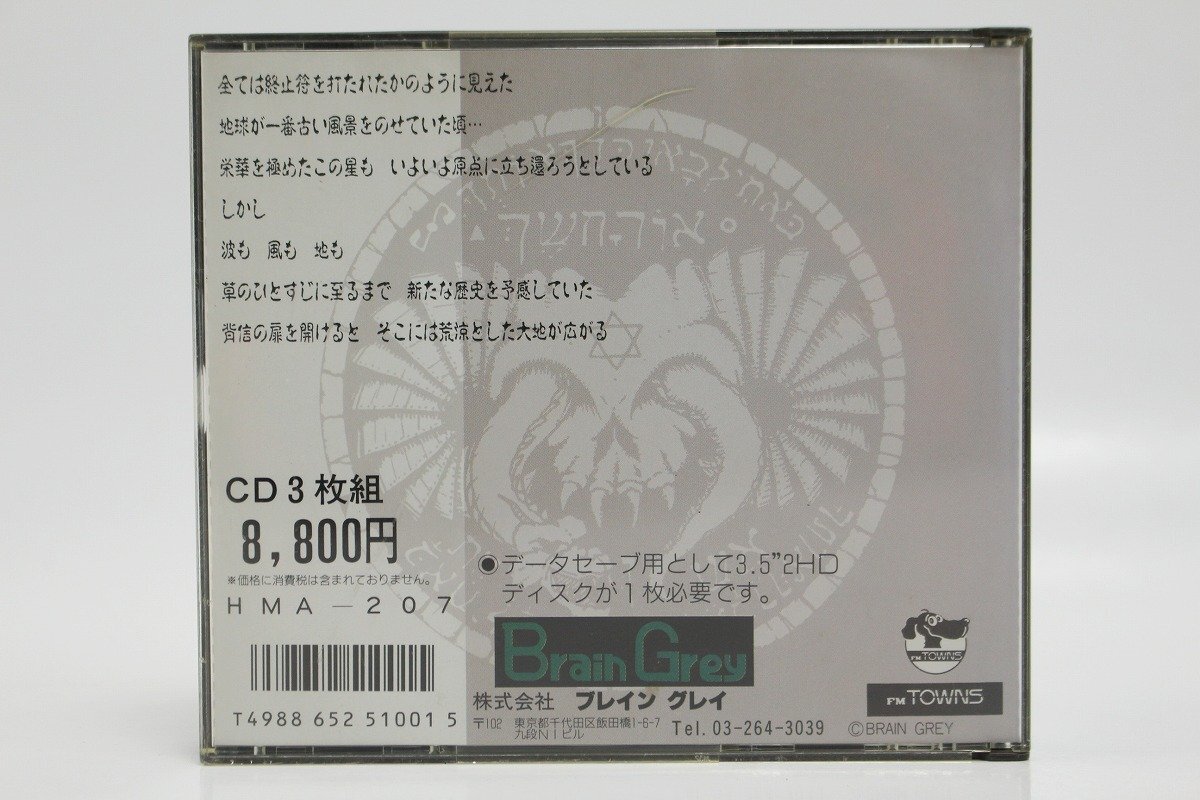 全ては終止符を打たれたかのように見えた
地球が一番古い風景をのせていた頃…
栄華を極めたこの星も いよいよ原点に立ち還ろうとしている
しかし
波も 風も 地も
草のひとすじに至るまで 新たな歴史を予感していた
背信の扉を開けると そこには荒涼とした大地が広がる
CD3枚組
8,800円
※価格に消費税は含まれておりません。
HMA-207
T4988 652 51001 5
●データセーブ用として3.5"2HD
ディスクが1枚必要です。
Brain Grey
株式会社 ブレイン グレイ
〒102 東京都千代田区飯田橋1-6-7
九段NIビル
Tel. 03-264-3039
FM TOWNS
FM TOWNS
©BRAIN GREY